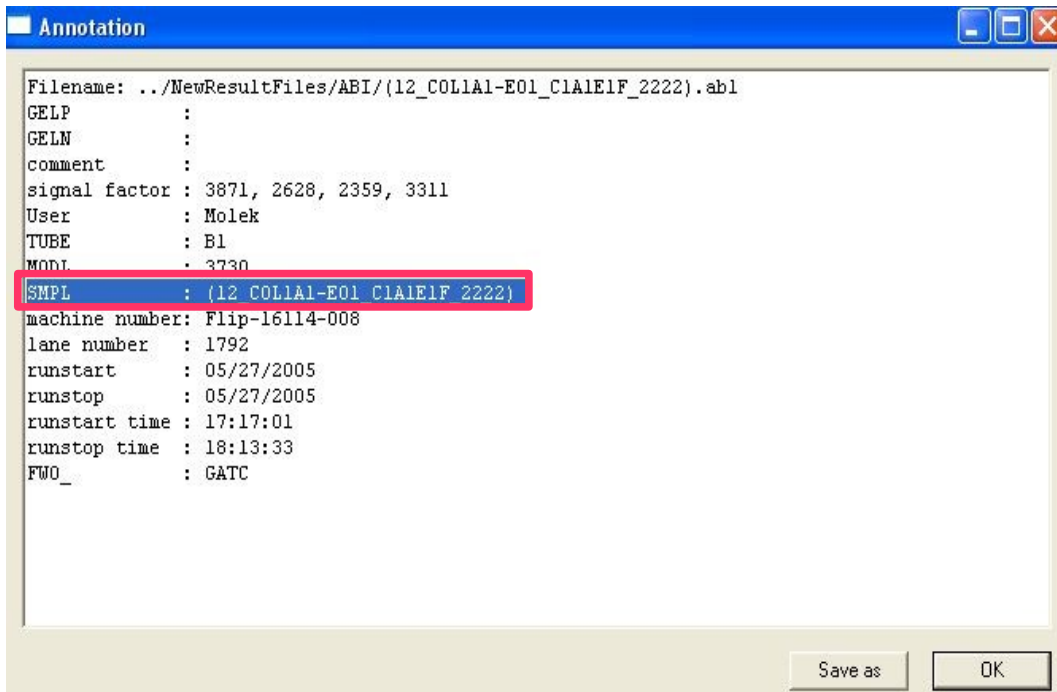 Annotation
Filename: ../NewResultFiles/ABI/(12_COL1A1-E01_C1A1E1F_2222).ab1
GELP :
GELN :
comment :
signal factor : 3871, 2628, 2359, 3311
User : Molek
TUBE : B1
MODL : 3730
SMPL : (12_COL1A1-E01_C1A1E1F_2222)
machine number: Flip-16114-008
lane number : 1792
runstart : 05/27/2005
runstop : 05/27/2005
runstart time : 17:17:01
runstop time : 18:13:33
FWO_ : GATC
Save as OK